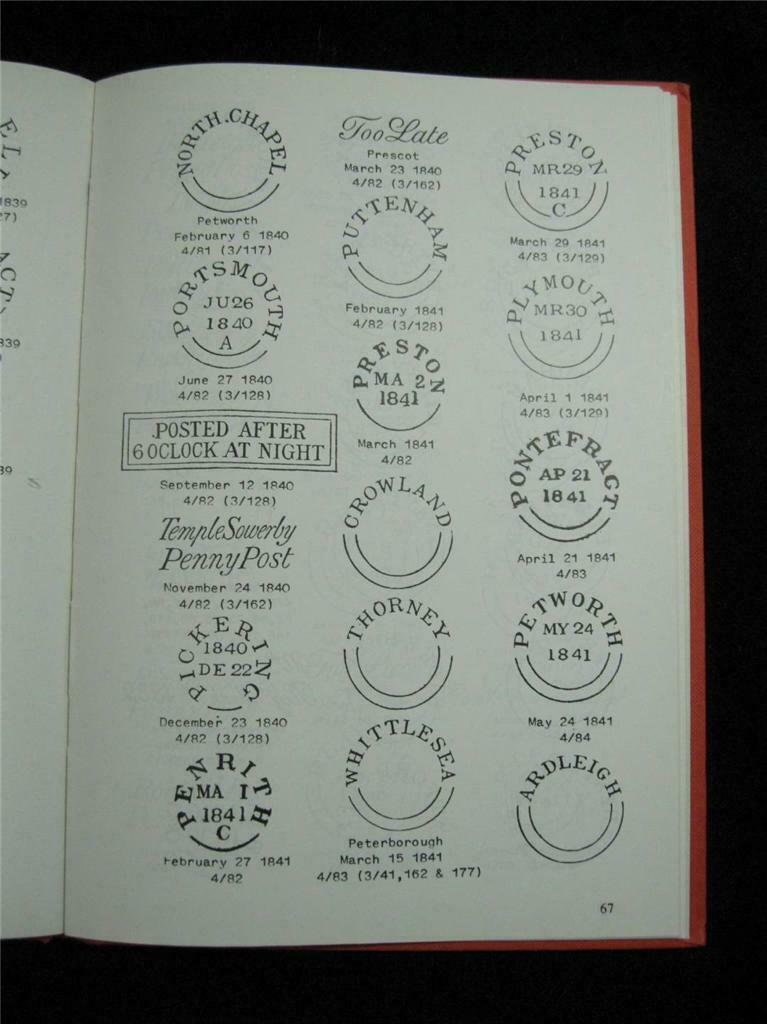 NORTH.CHAPEL
Petworth
February 6 1840
4/81 (3/117)
PORTSMOUTH
JU26
1840
A
June 27 1840
4/82 (3/128)
.POSTED AFTER
6 OCLOCK AT NIGHT
September 12 1840
4/82 (3/128)
Temple Sowerby
Penny Post
November 24 1840
4/82 (3/162)
PICKERING
1840
DE 22
December 23 1840
4/82 (3/128)
PENRITH
MA 1
1841
C
February 27 1841
4/82
Too Late
Prescot
March 23 1840
4/82 (3/162)
PUTTENHAM
February 1841
4/82 (3/128)
PRESTON
MA 2
1841
March 1841
4/82
CROWLAND
THORNEY
WHITTLESEA
Peterborough
March 15 1841
4/83 (3/41,162 & 177)
PRESTON
MR29
1841
C
March 29 1841
4/83 (3/129)
PLYMOUTH
MR30
1841
April 1 1841
4/83 (3/129)
PONTEFRACT
AP 21
1841
April 21 1841
4/83
PETWORTH
MY 24
1841
May 24 1841
4/84
ARDLEIGH
67